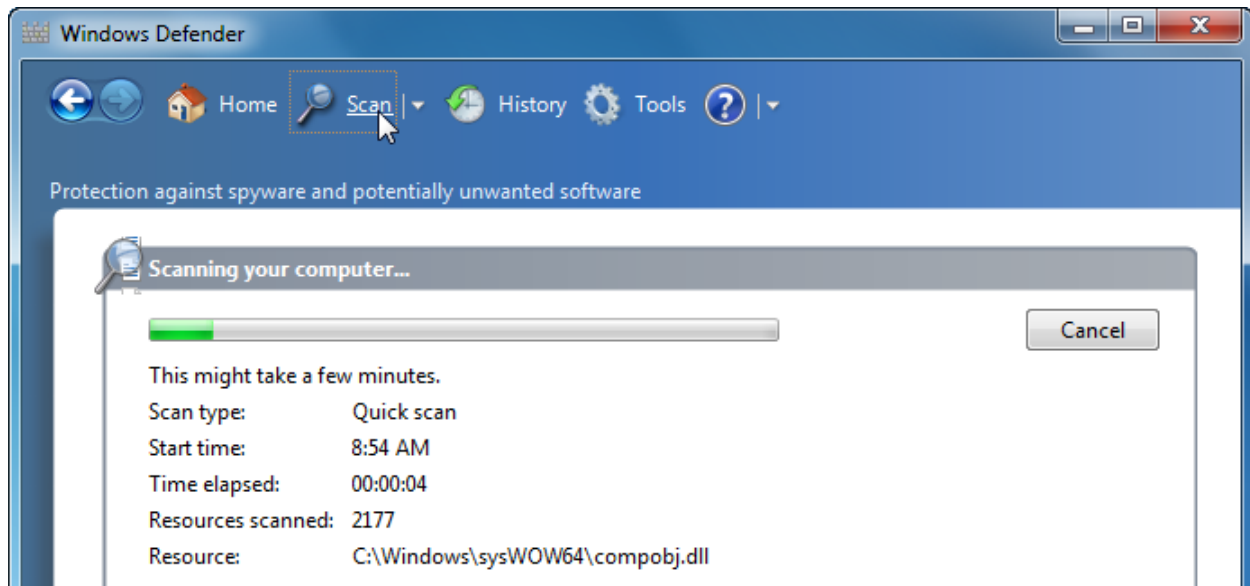 Windows Defender
Home Scan History Tools
Protection against spyware and potentially unwanted software
Scanning your computer...
Cancel
This might take a few minutes.
Scan type: Quick scan
Start time: 8:54 AM
Time elapsed: 00:00:04
Resources scanned: 2177
Resource: C:\Windows\sysWOW64\compobj.dll